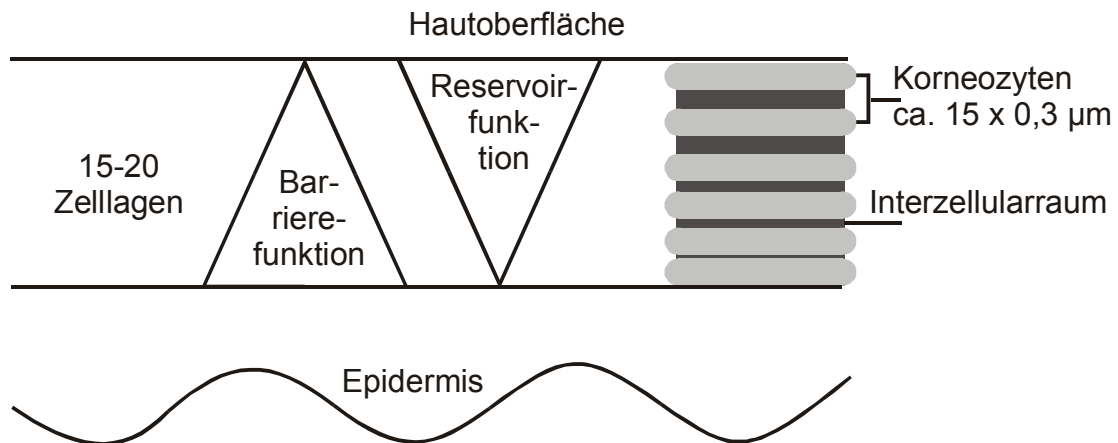 Hautoberfläche
15-20
Zelllagen
Bar-
riere-
funktion
Reservoir-
funk-
tion
Korneozyten
ca. 15 x 0,3 µm
Interzellularraum
Epidermis